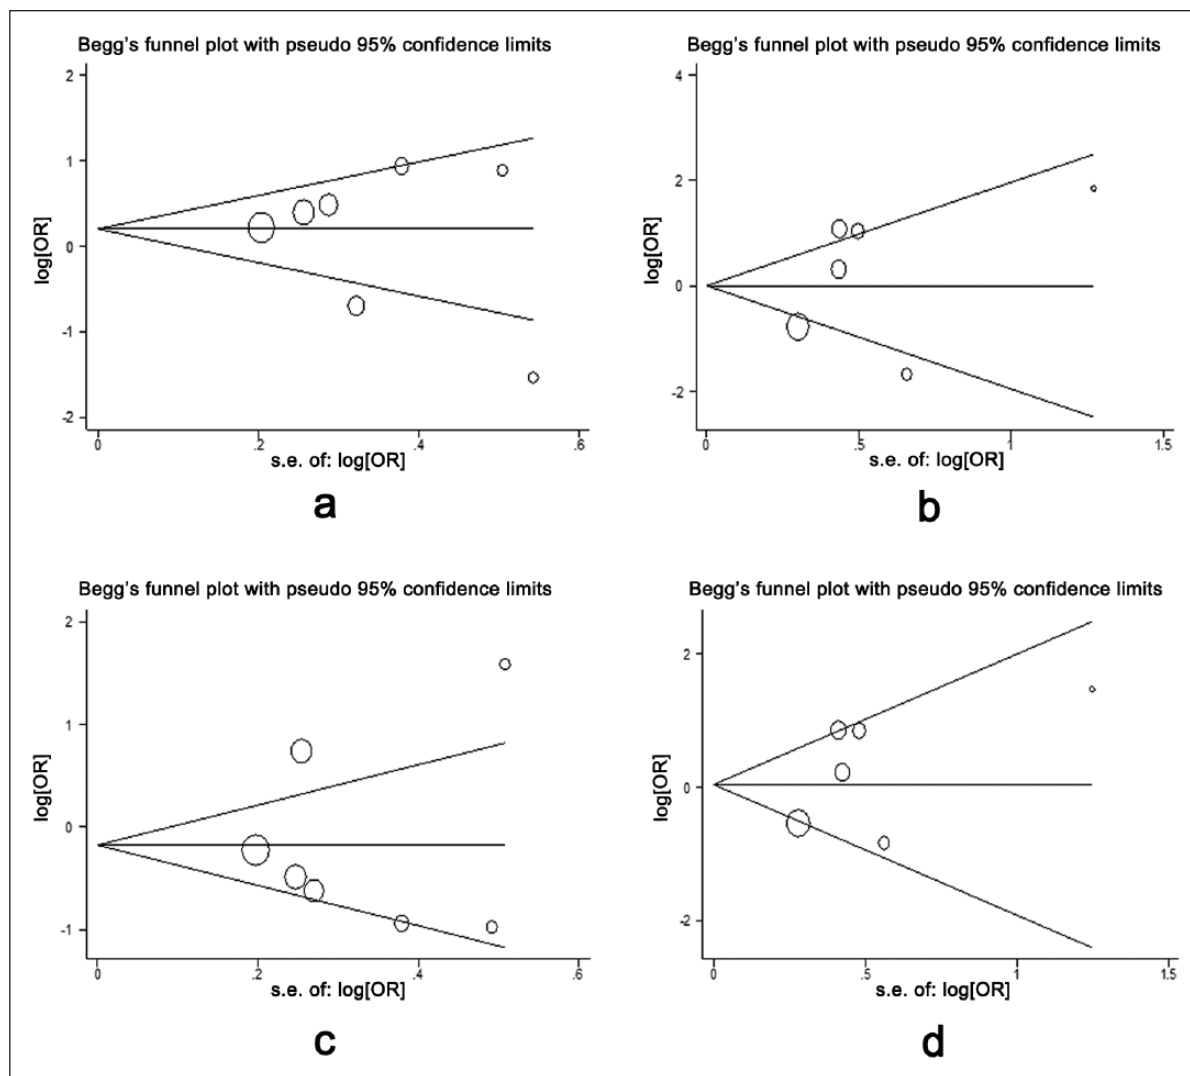 Begg's funnel plot with pseudo 95% confidence limits
2
1
0
-1
-2
log[OR]
0
.2
.4
.6
s.e. of: log[OR]
a
Begg's funnel plot with pseudo 95% confidence limits
4
2
0
-2
log[OR]
0
.5
1
1.5
s.e. of: log[OR]
b
Begg's funnel plot with pseudo 95% confidence limits
2
1
0
-1
log[OR]
0
.2
.4
.6
s.e. of: log[OR]
c
Begg's funnel plot with pseudo 95% confidence limits
2
0
-2
log[OR]
0
.5
1
1.5
s.e. of: log[OR]
d